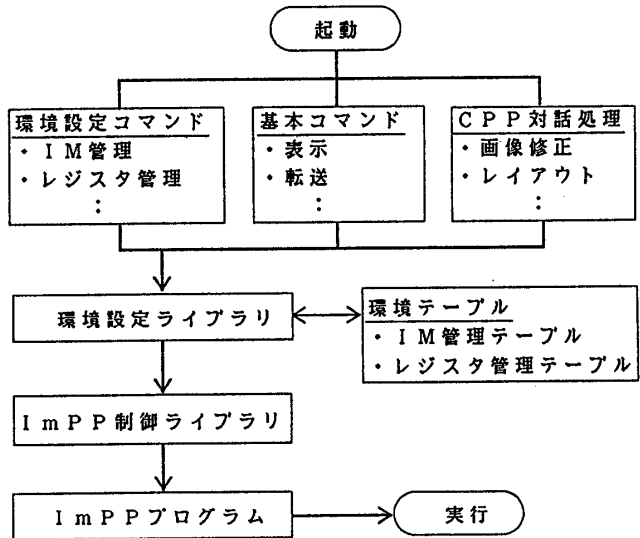 起動
環境設定コマンド
・IM管理
・レジスタ管理
:
基本コマンド
・表示
・転送
:
CPP対話処理
・画像修正
・レイアウト
:
環境設定ライブラリ
環境テーブル
・IM管理テーブル
・レジスタ管理テーブル
ImPP制御ライブラリ
ImPPプログラム
実行